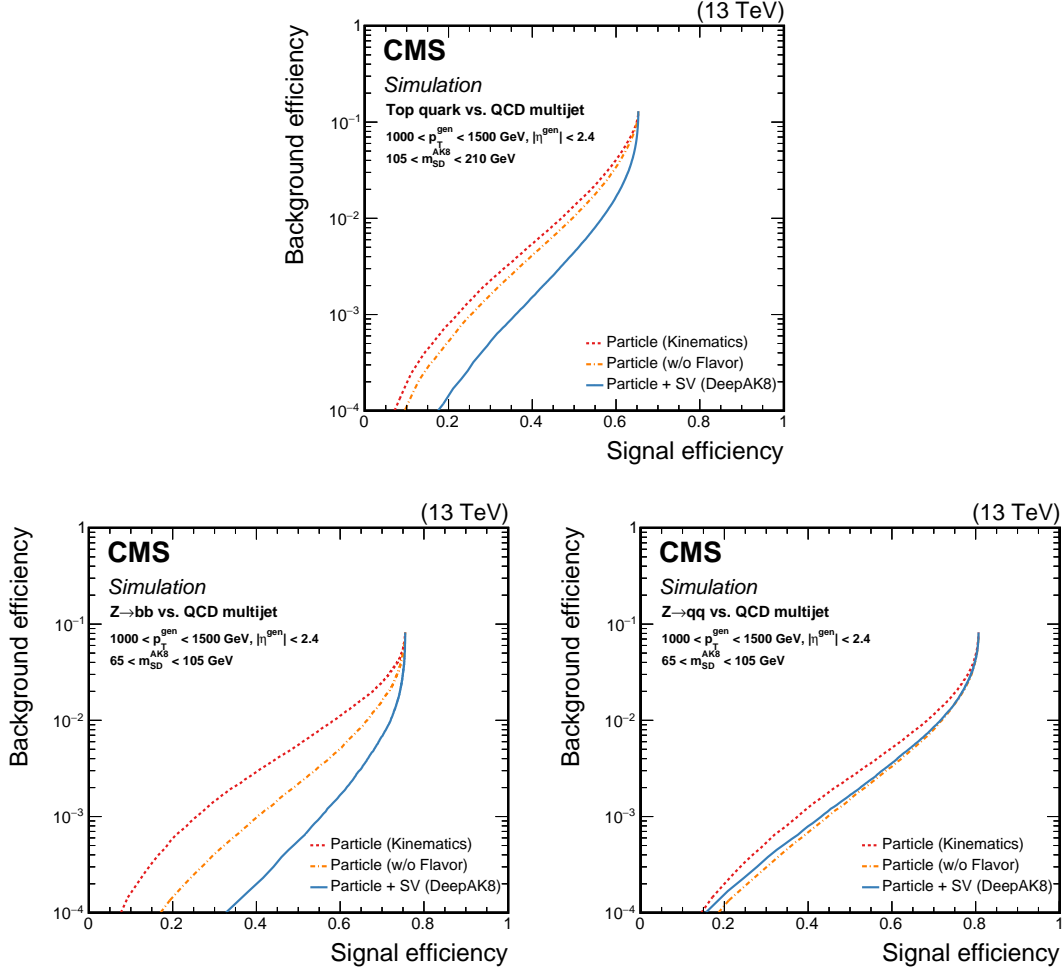 (13 TeV)
Background efficiency
1
10⁻¹
10⁻²
10⁻³
10⁻⁴
CMS
Simulation
Top quark vs. QCD multijet
1000 < p_T^gen < 1500 GeV, |η^gen| < 2.4
105 < m_SD^AK8 < 210 GeV
Particle (Kinematics)
Particle (w/o Flavor)
Particle + SV (DeepAK8)
0 0.2 0.4 0.6 0.8 1
Signal efficiency
(13 TeV)
Background efficiency
1
10⁻¹
10⁻²
10⁻³
10⁻⁴
CMS
Simulation
Z→bb vs. QCD multijet
1000 < p_T^gen < 1500 GeV, |η^gen| < 2.4
65 < m_SD^AK8 < 105 GeV
Particle (Kinematics)
Particle (w/o Flavor)
Particle + SV (DeepAK8)
0 0.2 0.4 0.6 0.8 1
Signal efficiency
(13 TeV)
Background efficiency
1
10⁻¹
10⁻²
10⁻³
10⁻⁴
CMS
Simulation
Z→qq vs. QCD multijet
1000 < p_T^gen < 1500 GeV, |η^gen| < 2.4
65 < m_SD^AK8 < 105 GeV
Particle (Kinematics)
Particle (w/o Flavor)
Particle + SV (DeepAK8)
0 0.2 0.4 0.6 0.8 1
Signal efficiency